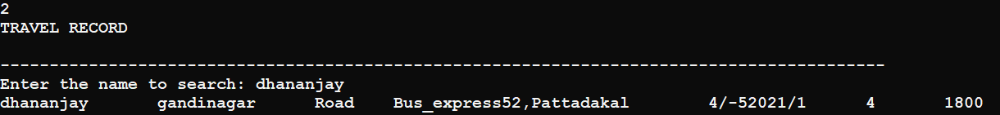 2
TRAVEL RECORD
------------------------------------------------------------------------------------------
Enter the name to search: dhananjay
dhananjay       gandinagar      Road    Bus_express52,Pattadakal        4/-52021/1      4       1800